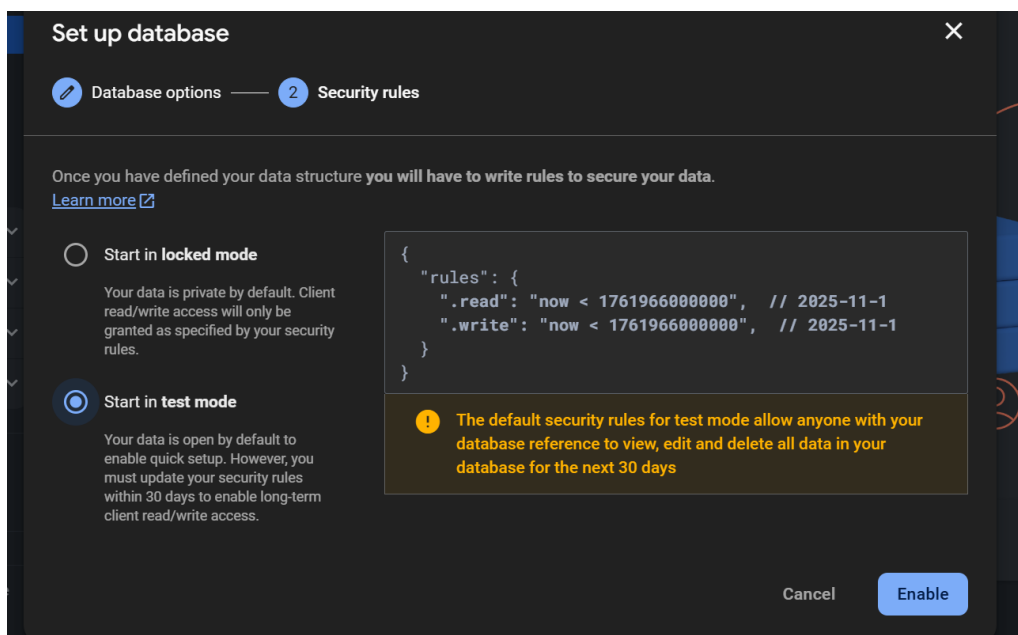 Set up database
Database options
2 Security rules
Once you have defined your data structure you will have to write rules to secure your data.
Learn more
Start in locked mode
Your data is private by default. Client
read/write access will only be
granted as specified by your security
rules.
Start in test mode
Your data is open by default to
enable quick setup. However, you
must update your security rules
within 30 days to enable long-term
client read/write access.
{
"rules": {
".read": "now < 1761966000000", // 2025-11-1
".write": "now < 1761966000000", // 2025-11-1
}
}
The default security rules for test mode allow anyone with your
database reference to view, edit and delete all data in your
database for the next 30 days
Cancel
Enable